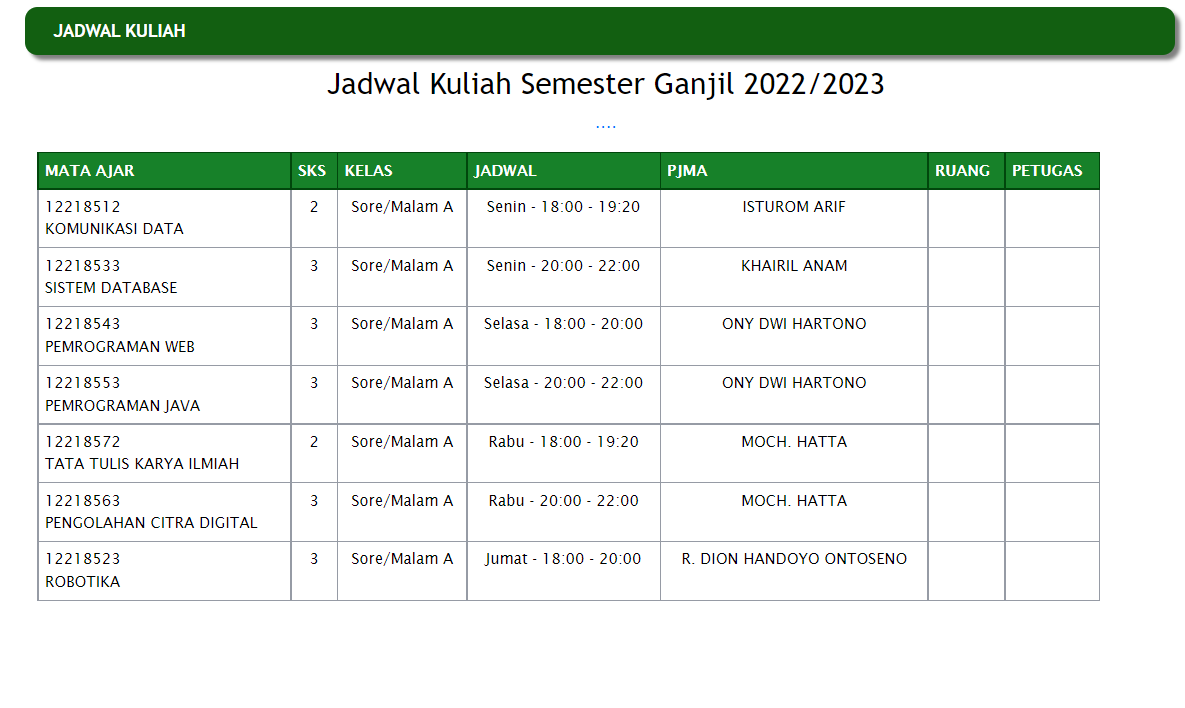 JADWAL KULIAH
Jadwal Kuliah Semester Ganjil 2022/2023
....
MATA AJAR SKS KELAS JADWAL PJMA RUANG PETUGAS
12218512 2 Sore/Malam A Senin - 18:00 - 19:20 ISTUROM ARIF
KOMUNIKASI DATA
12218533 3 Sore/Malam A Senin - 20:00 - 22:00 KHAIRIL ANAM
SISTEM DATABASE
12218543 3 Sore/Malam A Selasa - 18:00 - 20:00 ONY DWI HARTONO
PEMROGRAMAN WEB
12218553 3 Sore/Malam A Selasa - 20:00 - 22:00 ONY DWI HARTONO
PEMROGRAMAN JAVA
12218572 2 Sore/Malam A Rabu - 18:00 - 19:20 MOCH. HATTA
TATA TULIS KARYA ILMIAH
12218563 3 Sore/Malam A Rabu - 20:00 - 22:00 MOCH. HATTA
PENGOLAHAN CITRA DIGITAL
12218523 3 Sore/Malam A Jumat - 18:00 - 20:00 R. DION HANDOYO ONTOSENO
ROBOTIKA